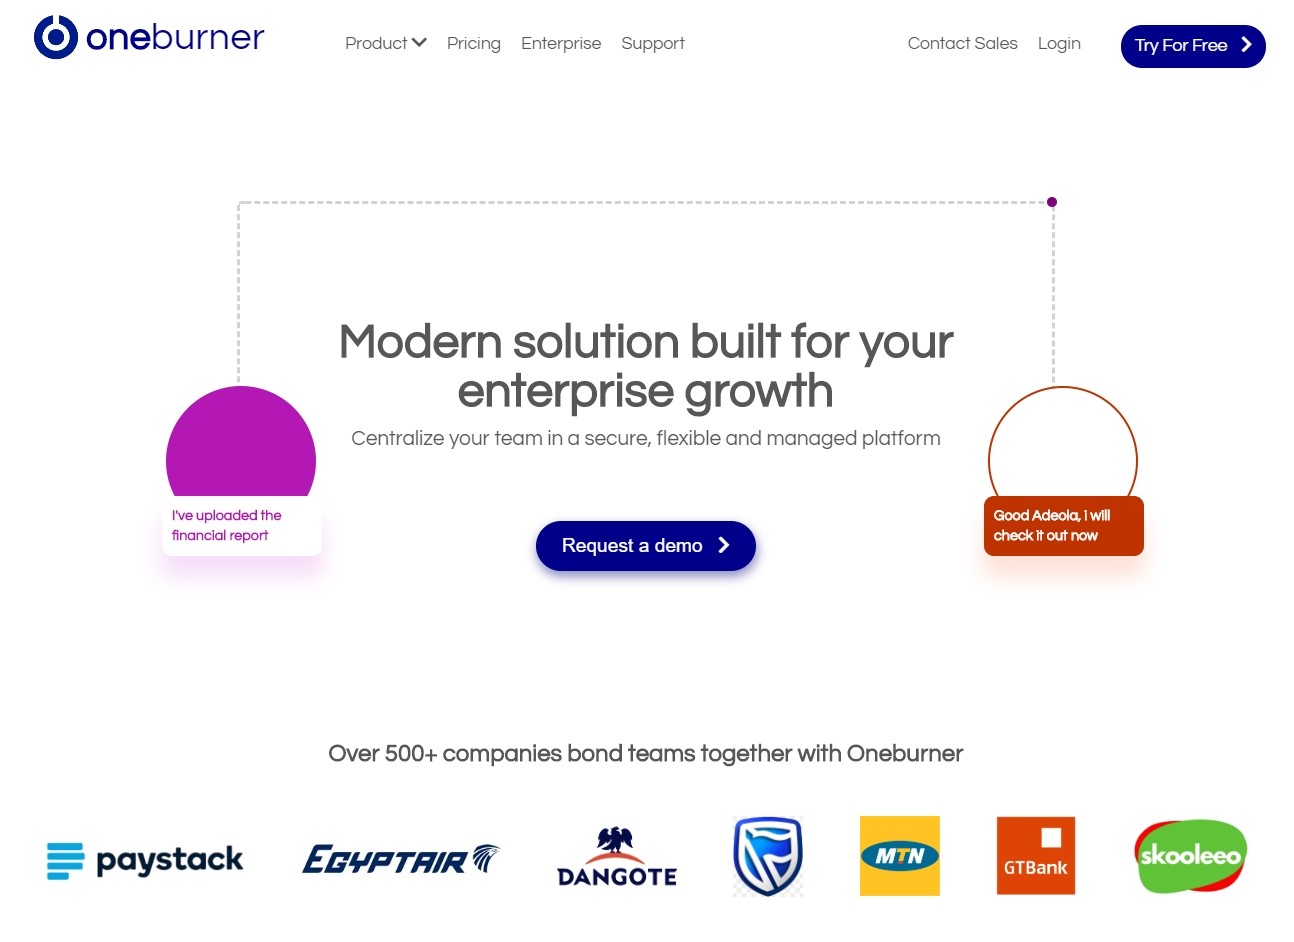 oneburner
Product Pricing Enterprise Support Contact Sales Login Try For Free
Modern solution built for your
enterprise growth
Centralize your team in a secure, flexible and managed platform
I've uploaded the
financial report
Good Adeola, i will
check it out now
Request a demo
Over 500+ companies bond teams together with Oneburner
paystack
EGYPTAIR
DANGOTE
MTN
GTBank
skooleeo